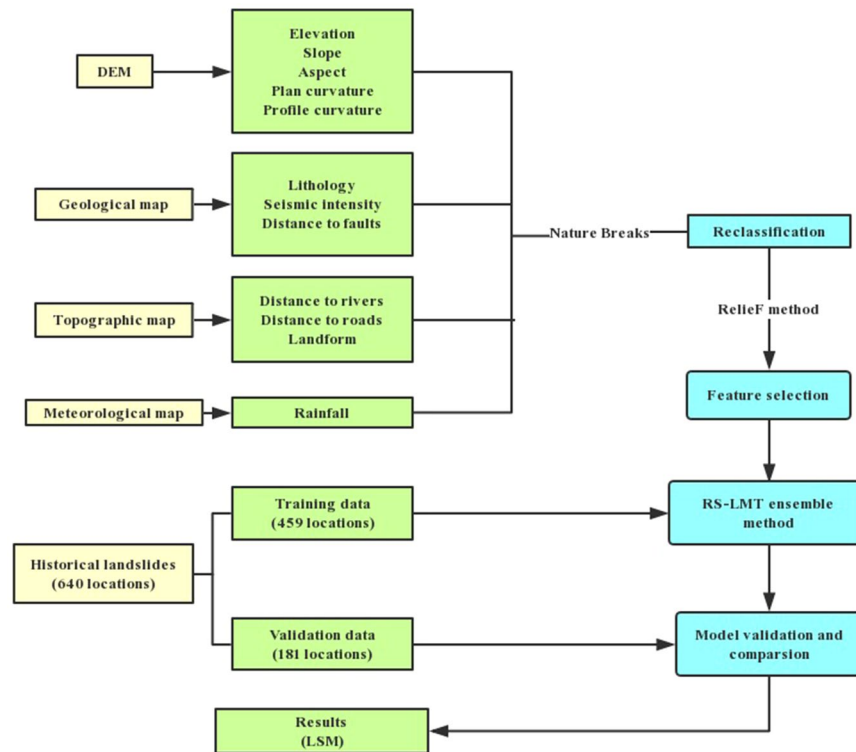 DEM
Elevation
Slope
Aspect
Plan curvature
Profile curvature
Geological map
Lithology
Seismic intensity
Distance to faults
Nature Breaks
Reclassification
Topographic map
Distance to rivers
Distance to roads
Landform
RelieF method
Meteorological map
Rainfall
Feature selection
Historical landslides
(640 locations)
Training data
(459 locations)
RS-LMT ensemble
method
Validation data
(181 locations)
Model validation and
comparsion
Results
(LSM)